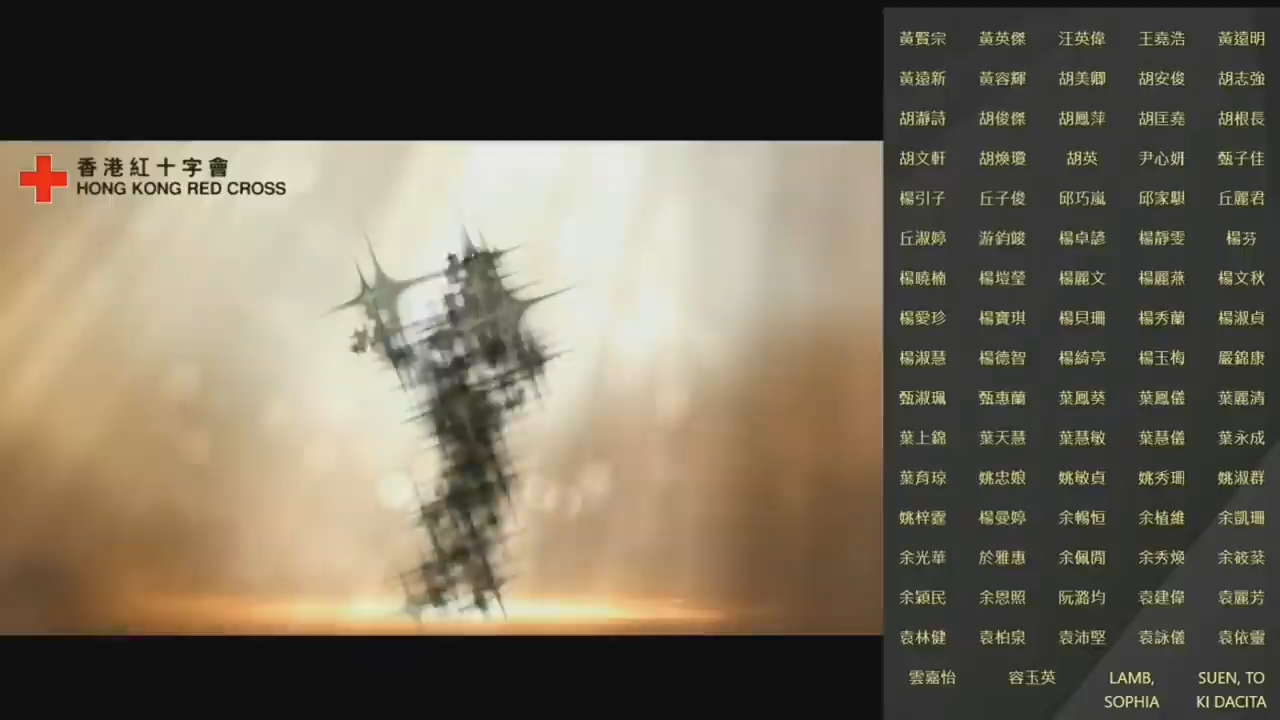 香港紅十字會
HONG KONG RED CROSS
黃賢宗 黃英傑 汪英偉 王堯浩 黃遠明
黃遠新 黃容輝 胡美卿 胡安俊 胡志強
胡瀞詩 胡俊傑 胡鳳萍 胡匡堯 胡根長
胡文軒 胡煥瓊 胡英 尹心妍 甄子佳
楊引子 丘子俊 邱巧嵐 邱家騏 丘麗君
丘淑婷 游鈞竣 楊卓諺 楊靜雯 楊芬
楊曉楠 楊塏瑩 楊麗文 楊麗燕 楊文秋
楊愛珍 楊寶琪 楊貝珊 楊秀蘭 楊淑貞
楊淑慧 楊德智 楊綺亭 楊玉梅 嚴錦康
甄淑珮 甄惠蘭 葉鳳葵 葉鳳儀 葉麗清
葉上錦 葉天慧 葉慧敏 葉慧儀 葉永成
葉育琼 姚忠娘 姚敏貞 姚秀珊 姚淑群
姚梓霆 楊曼婷 余暢恒 余植維 余凱珊
余光華 於雅惠 余佩閒 余秀煥 余筱棻
余穎民 余恩照 阮潞均 袁建偉 袁麗芳
袁林健 袁柏泉 袁沛堅 袁詠儀 袁依靈
雲嘉怡 容玉英 LAMB, SUEN, TO
SOPHIA KI DACITA